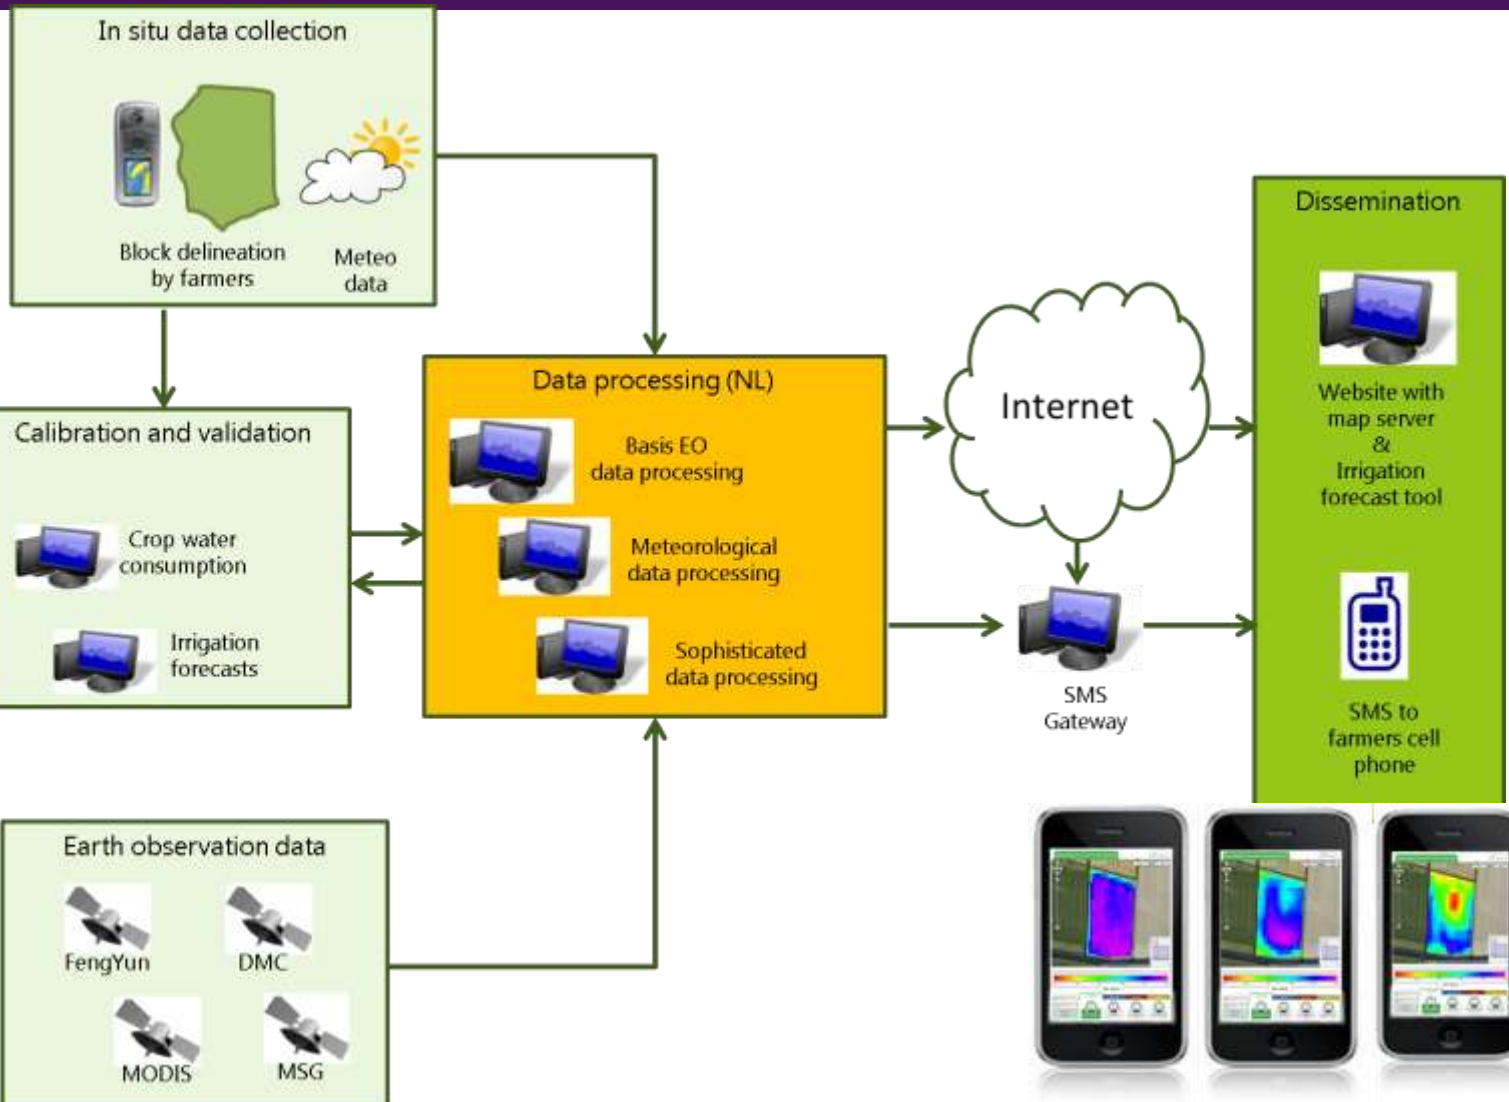 In situ data collection
Block delineation
by farmers
Meteo
data
Calibration and validation
Crop water
consumption
Irrigation
forecasts
Data processing (NL)
Basis EO
data processing
Meteorological
data processing
Sophisticated
data processing
Earth observation data
FengYun
DMC
MODIS
MSG
Internet
SMS
Gateway
Dissemination
Website with
map server
&
Irrigation
forecast tool
SMS to
farmers cell
phone